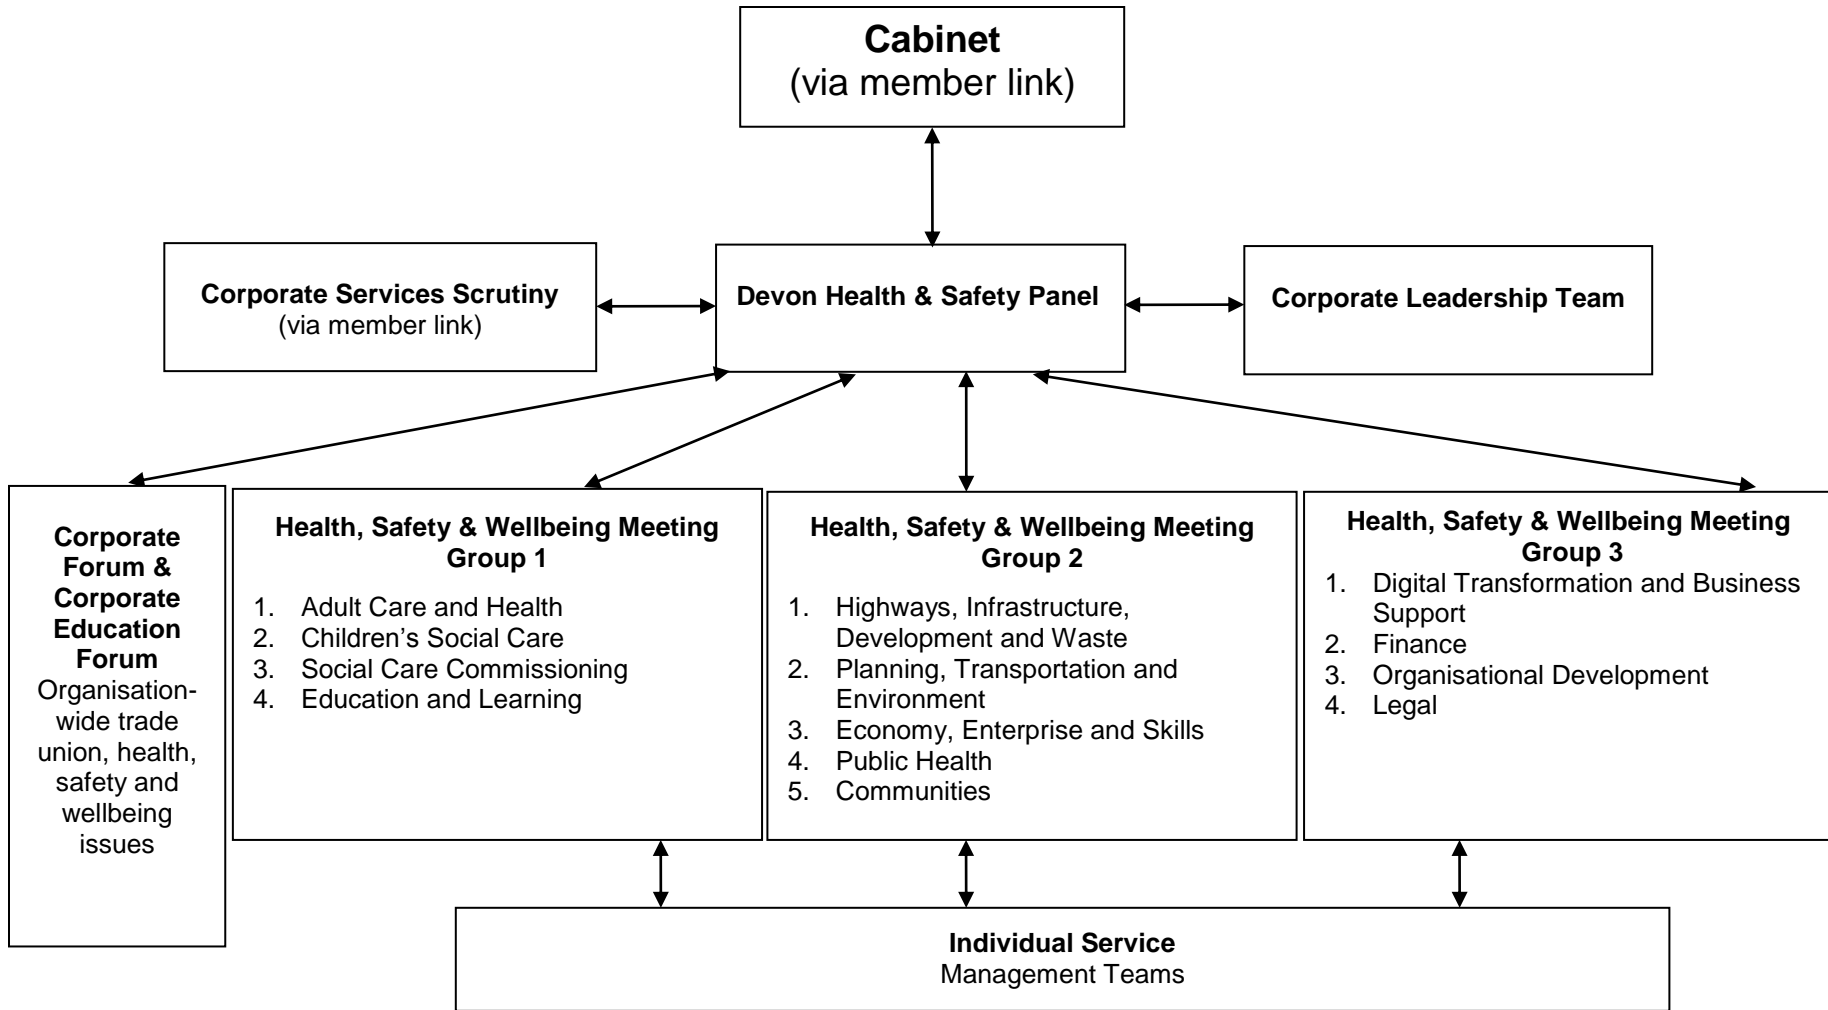 Cabinet
(via member link)
Corporate Services Scrutiny
(via member link)
Devon Health & Safety Panel
Corporate Leadership Team
Corporate
Forum &
Corporate
Education
Forum
Organisation-
wide trade
union, health,
safety and
wellbeing
issues
Health, Safety & Wellbeing Meeting
Group 1
1. Adult Care and Health
2. Children’s Social Care
3. Social Care Commissioning
4. Education and Learning
Health, Safety & Wellbeing Meeting
Group 2
1. Highways, Infrastructure,
Development and Waste
2. Planning, Transportation and
Environment
3. Economy, Enterprise and Skills
4. Public Health
5. Communities
Health, Safety & Wellbeing Meeting
Group 3
1. Digital Transformation and Business
Support
2. Finance
3. Organisational Development
4. Legal
Individual Service
Management Teams